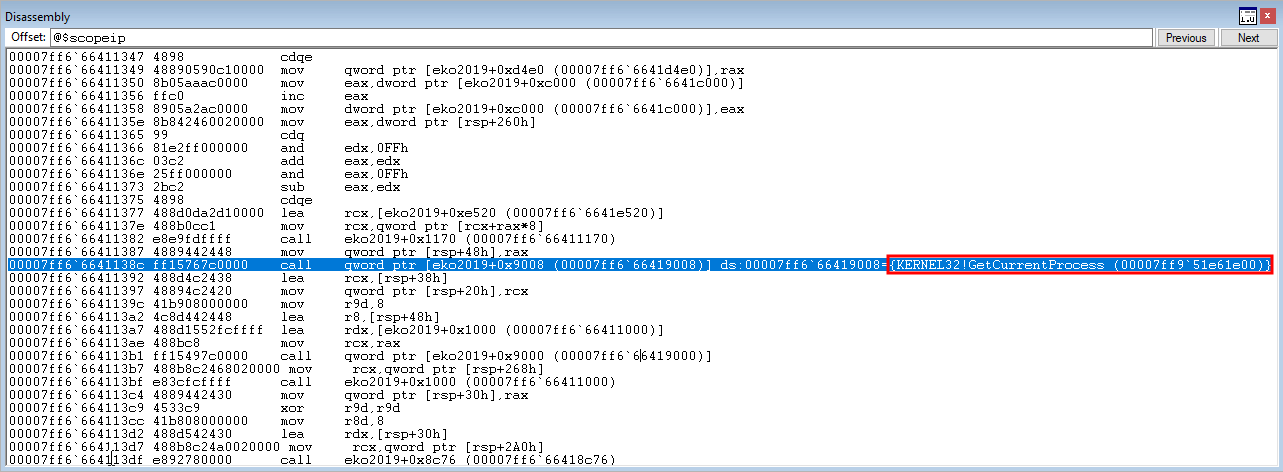 Disassembly
Offset: @$scopeip Previous Next
00007ff6`66411347 4898 cdqe
00007ff6`66411349 48890590c10000 mov qword ptr [eko2019+0xd4e0 (00007ff6`6641d4e0)],rax
00007ff6`66411350 8b05aaac0000 mov eax,dword ptr [eko2019+0xc000 (00007ff6`6641c000)]
00007ff6`66411356 ffc0 inc eax
00007ff6`66411358 8905a2ac0000 mov dword ptr [eko2019+0xc000 (00007ff6`6641c000)],eax
00007ff6`6641135e 8b842460020000 mov eax,dword ptr [rsp+260h]
00007ff6`66411365 99 cdq
00007ff6`66411366 81e2ff000000 and edx,0FFh
00007ff6`6641136c 03c2 add eax,edx
00007ff6`6641136e 25ff000000 and eax,0FFh
00007ff6`66411373 2bc2 sub eax,edx
00007ff6`66411375 4898 cdqe
00007ff6`66411377 488d0da2d10000 lea rcx,[eko2019+0xe520 (00007ff6`6641e520)]
00007ff6`6641137e 488b0cc1 mov rcx,qword ptr [rcx+rax*8]
00007ff6`66411382 e8e9fdffff call eko2019+0x1170 (00007ff6`66411170)
00007ff6`66411387 4889442448 mov qword ptr [rsp+48h],rax
00007ff6`6641138c ff15767c0000 call qword ptr [eko2019+0x9008 (00007ff6`66419008)] ds:00007ff6`66419008={KERNEL32!GetCurrentProcess (00007ff9`51e61e00)}
00007ff6`66411392 488d4c2438 lea rcx,[rsp+38h]
00007ff6`66411397 48894c2420 mov qword ptr [rsp+20h],rcx
00007ff6`6641139c 41b908000000 mov r9d,8
00007ff6`664113a2 4c8d442448 lea r8,[rsp+48h]
00007ff6`664113a7 488d1552fcffff lea rdx,[eko2019+0x1000 (00007ff6`66411000)]
00007ff6`664113ae 488bc8 mov rcx,rax
00007ff6`664113b1 ff15497c0000 call qword ptr [eko2019+0x9000 (00007ff6`66419000)]
00007ff6`664113b7 488b8c2468020000 mov rcx,qword ptr [rsp+268h]
00007ff6`664113bf e83cfcffff call eko2019+0x1000 (00007ff6`66411000)
00007ff6`664113c4 4889442430 mov qword ptr [rsp+30h],rax
00007ff6`664113c9 4533c9 xor r9d,r9d
00007ff6`664113cc 41b808000000 mov r8d,8
00007ff6`664113d2 488d542430 lea rdx,[rsp+30h]
00007ff6`664113d7 488b8c24a0020000 mov rcx,qword ptr [rsp+2A0h]
00007ff6`664113df e892780000 call eko2019+0x8c76 (00007ff6`66418c76)